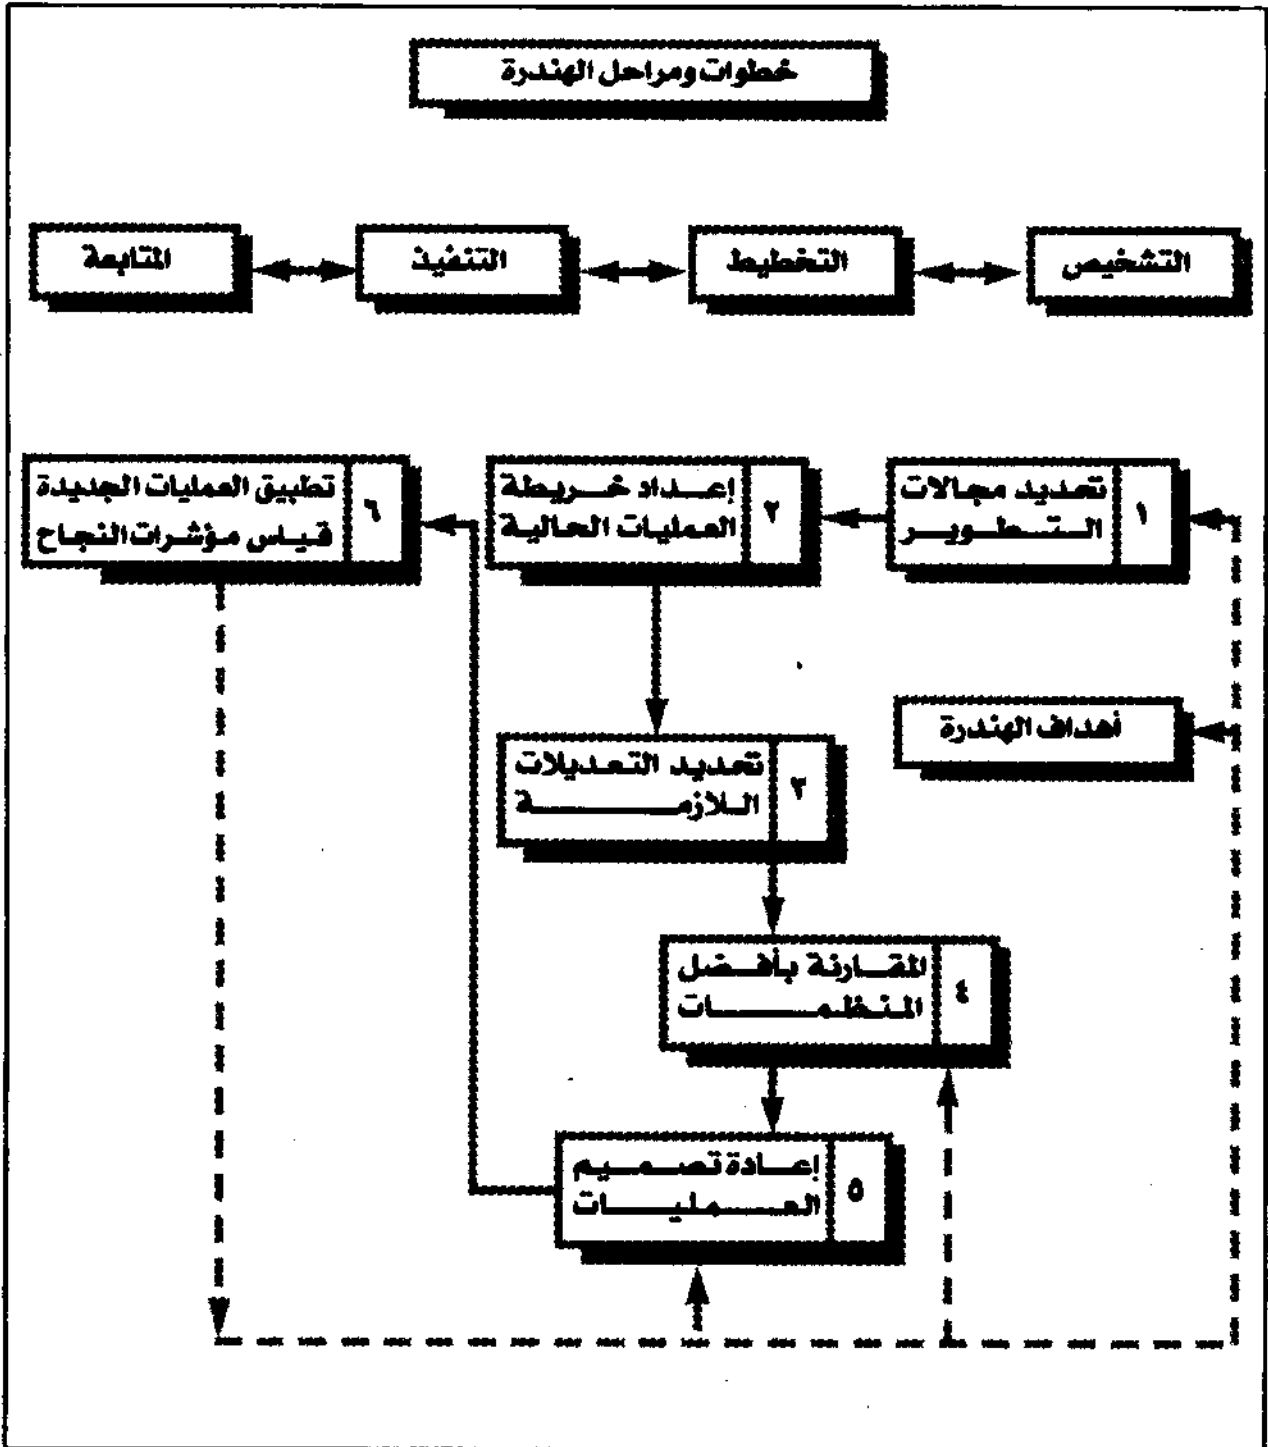 خطوات ومراحل الهندرة
التشخيص
التخطيط
التنفيذ
المتابعة
١
تحديد مجالات
التطوير
٢
إعداد خريطة
العمليات الحالية
٦
تطبيق العمليات الجديدة
قياس مؤشرات النجاح
أهداف الهندرة
٣
تحديد التعديلات
اللازمة
٤
المقارنة بأفضل
المنظمات
٥
إعادة تصميم
العمليات